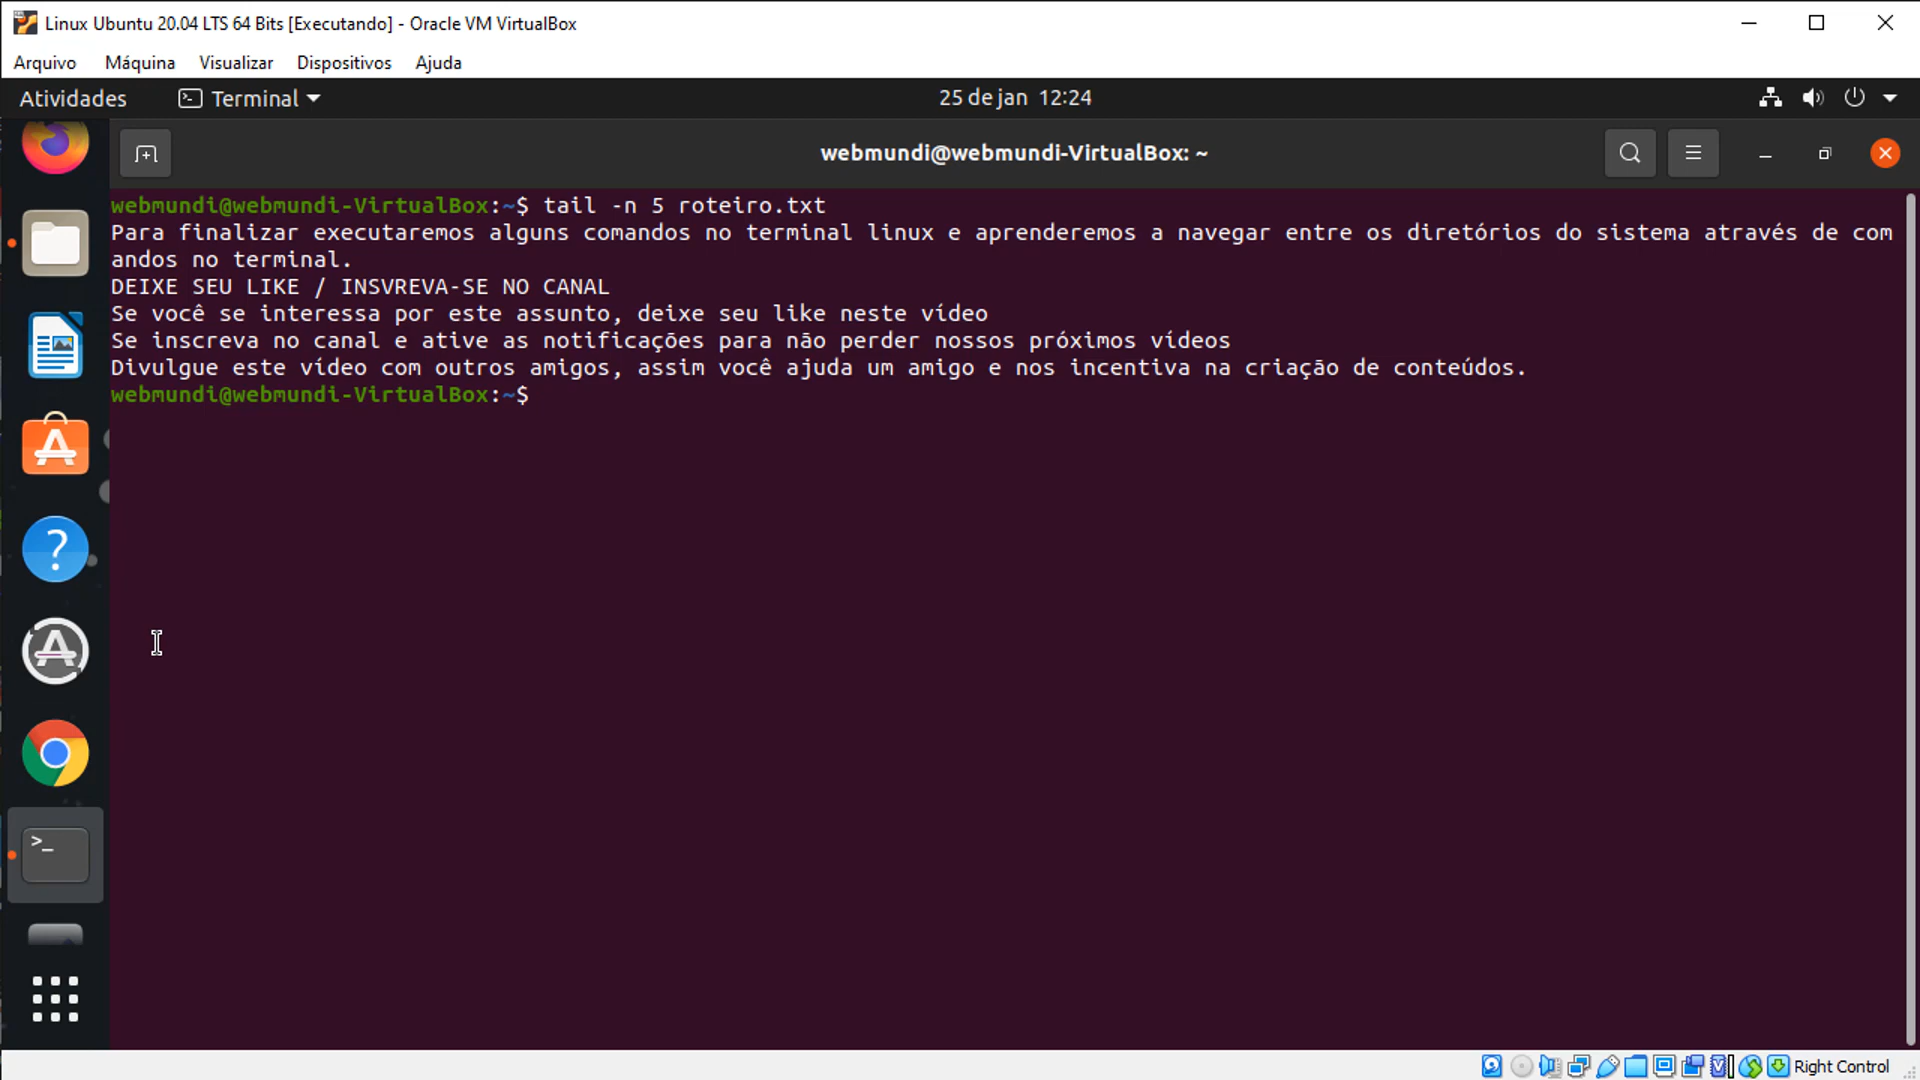 Linux Ubuntu 20.04 LTS 64 Bits [Executando] - Oracle VM VirtualBox
Arquivo Máquina Visualizar Dispositivos Ajuda
Atividades Terminal 25 de jan 12:24
webmundi@webmundi-VirtualBox: ~
webmundi@webmundi-VirtualBox:~$ tail -n 5 roteiro.txt
Para finalizar executaremos alguns comandos no terminal linux e aprenderemos a navegar entre os diretórios do sistema através de com
andos no terminal.
DEIXE SEU LIKE / INSVREVA-SE NO CANAL
Se você se interessa por este assunto, deixe seu like neste vídeo
Se inscreva no canal e ative as notificações para não perder nossos próximos vídeos
Divulgue este vídeo com outros amigos, assim você ajuda um amigo e nos incentiva na criação de conteúdos.
webmundi@webmundi-VirtualBox:~$
Right Control